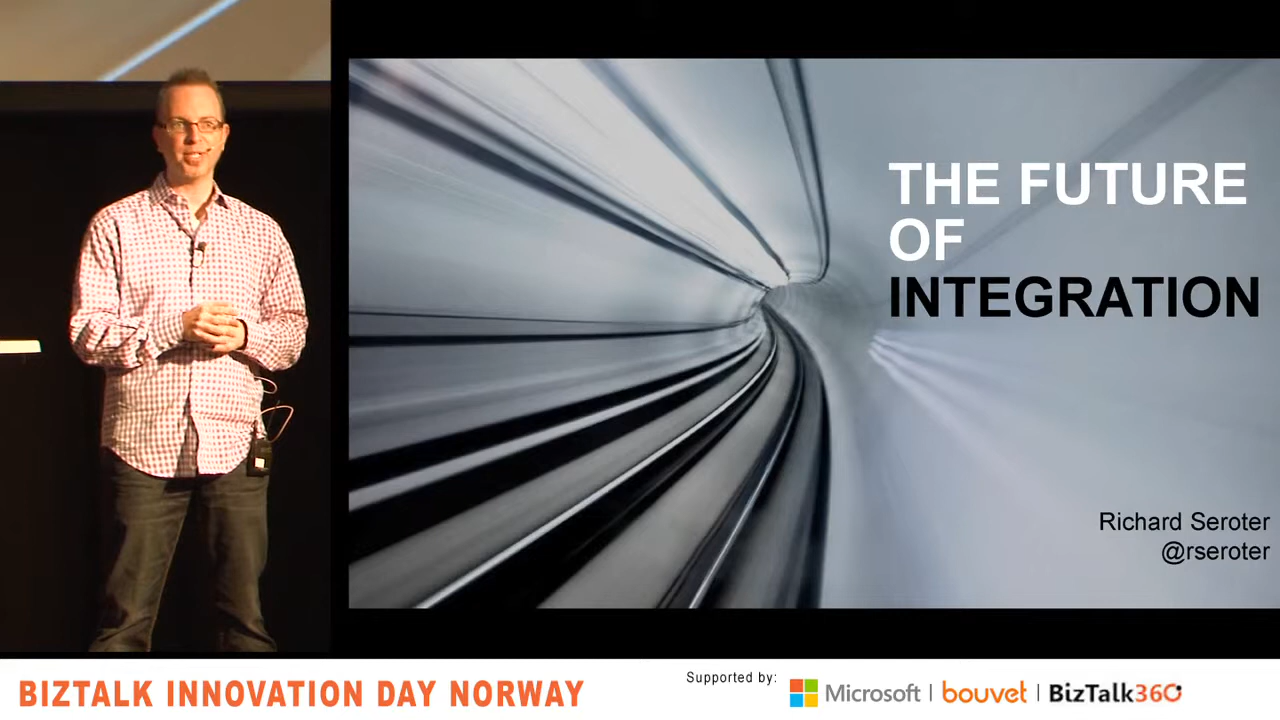 THE FUTURE
OF
INTEGRATION
Richard Seroter
@rseroter
BIZTALK INNOVATION DAY NORWAY
Supported by:
Microsoft | bouvet | BizTalk360